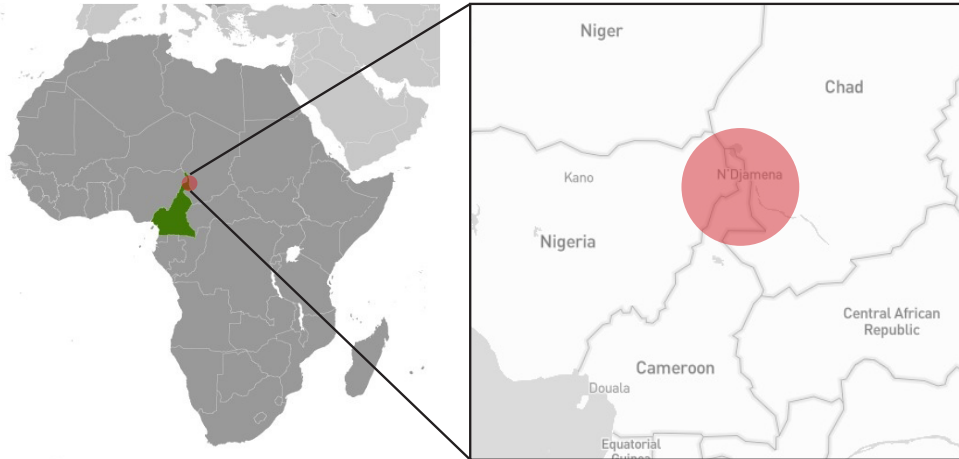 Niger
Chad
N'Djamena
Kano
Nigeria
Central African
Republic
Cameroon
Douala
Equatorial